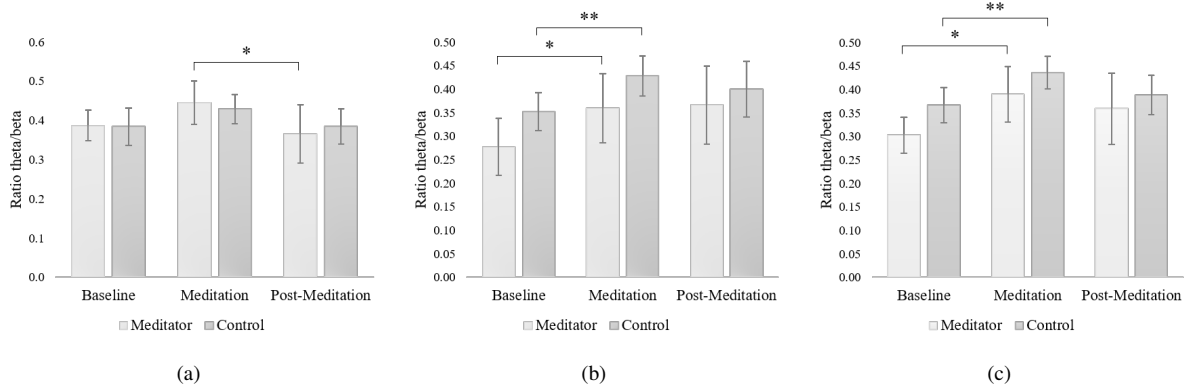 *
0.6
0.5
0.4
0.3
0.2
0.1
0.0
Ratio theta/beta
Baseline Meditation Post-Meditation
Meditator Control
(a)
**
*
0.50
0.45
0.40
0.35
0.30
0.25
0.20
0.15
0.10
0.05
0.00
Ratio theta/beta
Baseline Meditation Post-Meditation
Meditator Control
(b)
**
*
0.50
0.45
0.40
0.35
0.30
0.25
0.20
0.15
0.10
0.05
0.00
Ratio theta/beta
Baseline Meditation Post-Meditation
Meditator Control
(c)